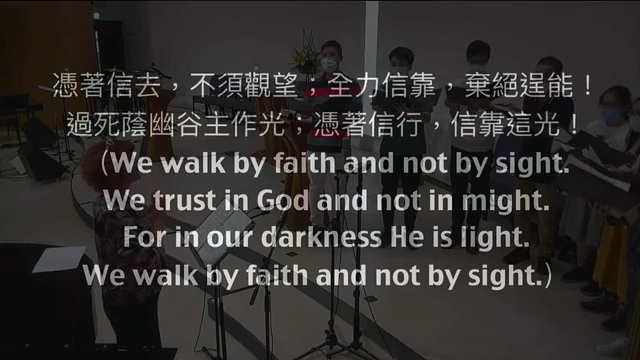 憑著信去，不須觀望；全力信靠，棄絕逞能！
過死蔭幽谷主作光；憑著信行，信靠這光！
(We walk by faith and not by sight.
We trust in God and not in might.
For in our darkness He is light.
We walk by faith and not by sight.)